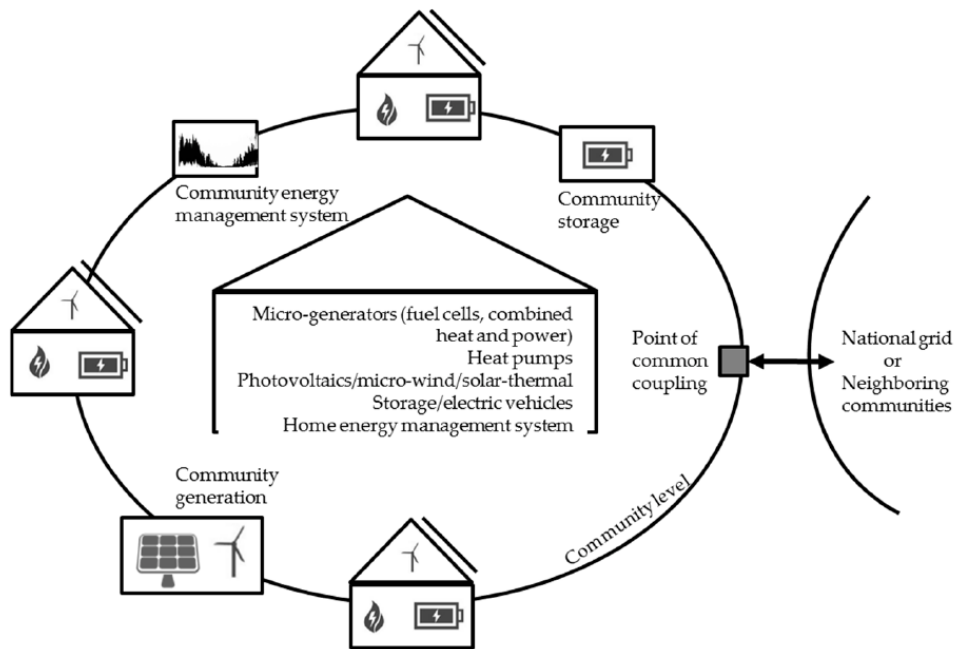 Community energy
management system
Community
storage
Micro-generators (fuel cells, combined
heat and power)
Heat pumps
Photovoltaics/micro-wind/solar-thermal
Storage/electric vehicles
Home energy management system
Point of
common
coupling
National grid
or
Neighboring
communities
Community
generation
Community level